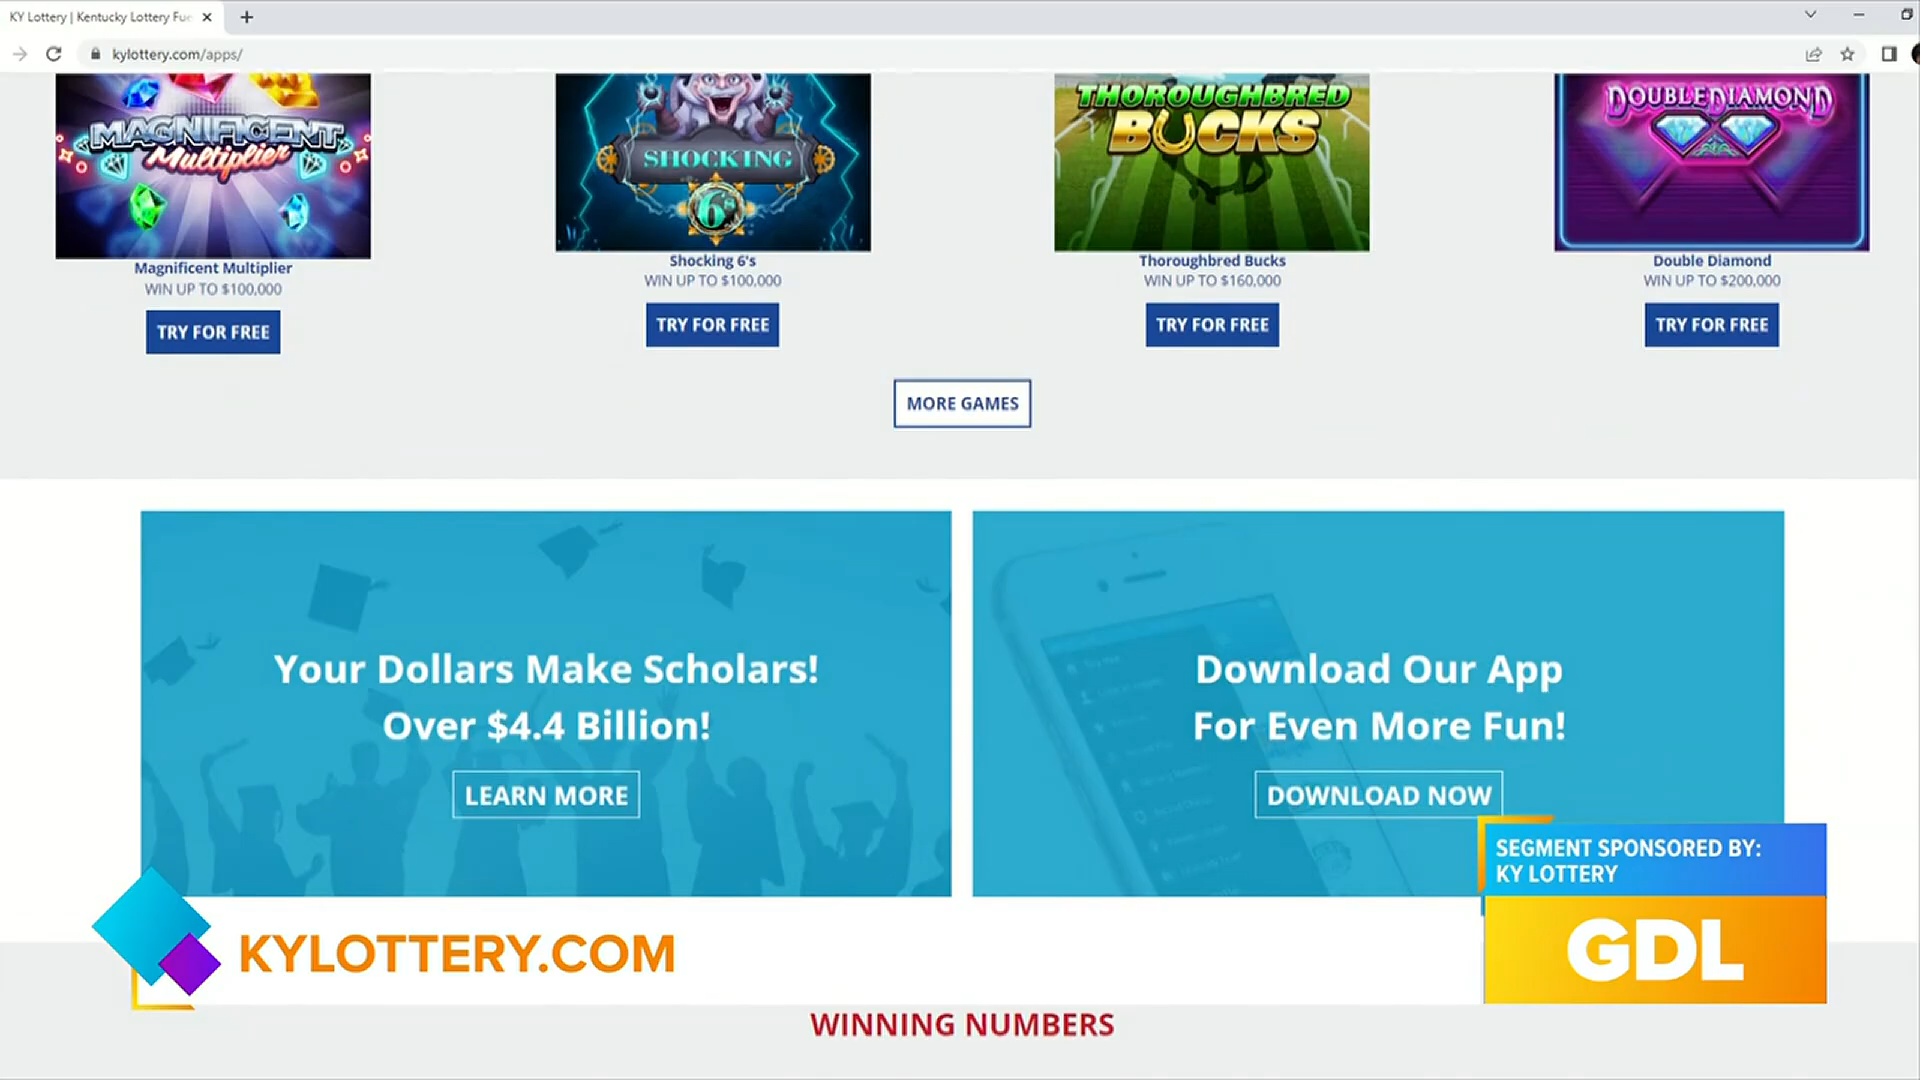 KY Lottery | Kentucky Lottery Fue
kylottery.com/apps/
MAGNIFICENT
Multiplier
SHOCKING
6's
THOROUGHBRED
BUCKS
DOUBLE DIAMOND
Magnificent Multiplier
WIN UP TO $100,000
TRY FOR FREE
Shocking 6's
WIN UP TO $100,000
TRY FOR FREE
Thoroughbred Bucks
WIN UP TO $160,000
TRY FOR FREE
Double Diamond
WIN UP TO $200,000
TRY FOR FREE
MORE GAMES
Your Dollars Make Scholars!
Over $4.4 Billion!
LEARN MORE
Download Our App
For Even More Fun!
DOWNLOAD NOW
SEGMENT SPONSORED BY:
KY LOTTERY
GDL
KYLOTTERY.COM
WINNING NUMBERS